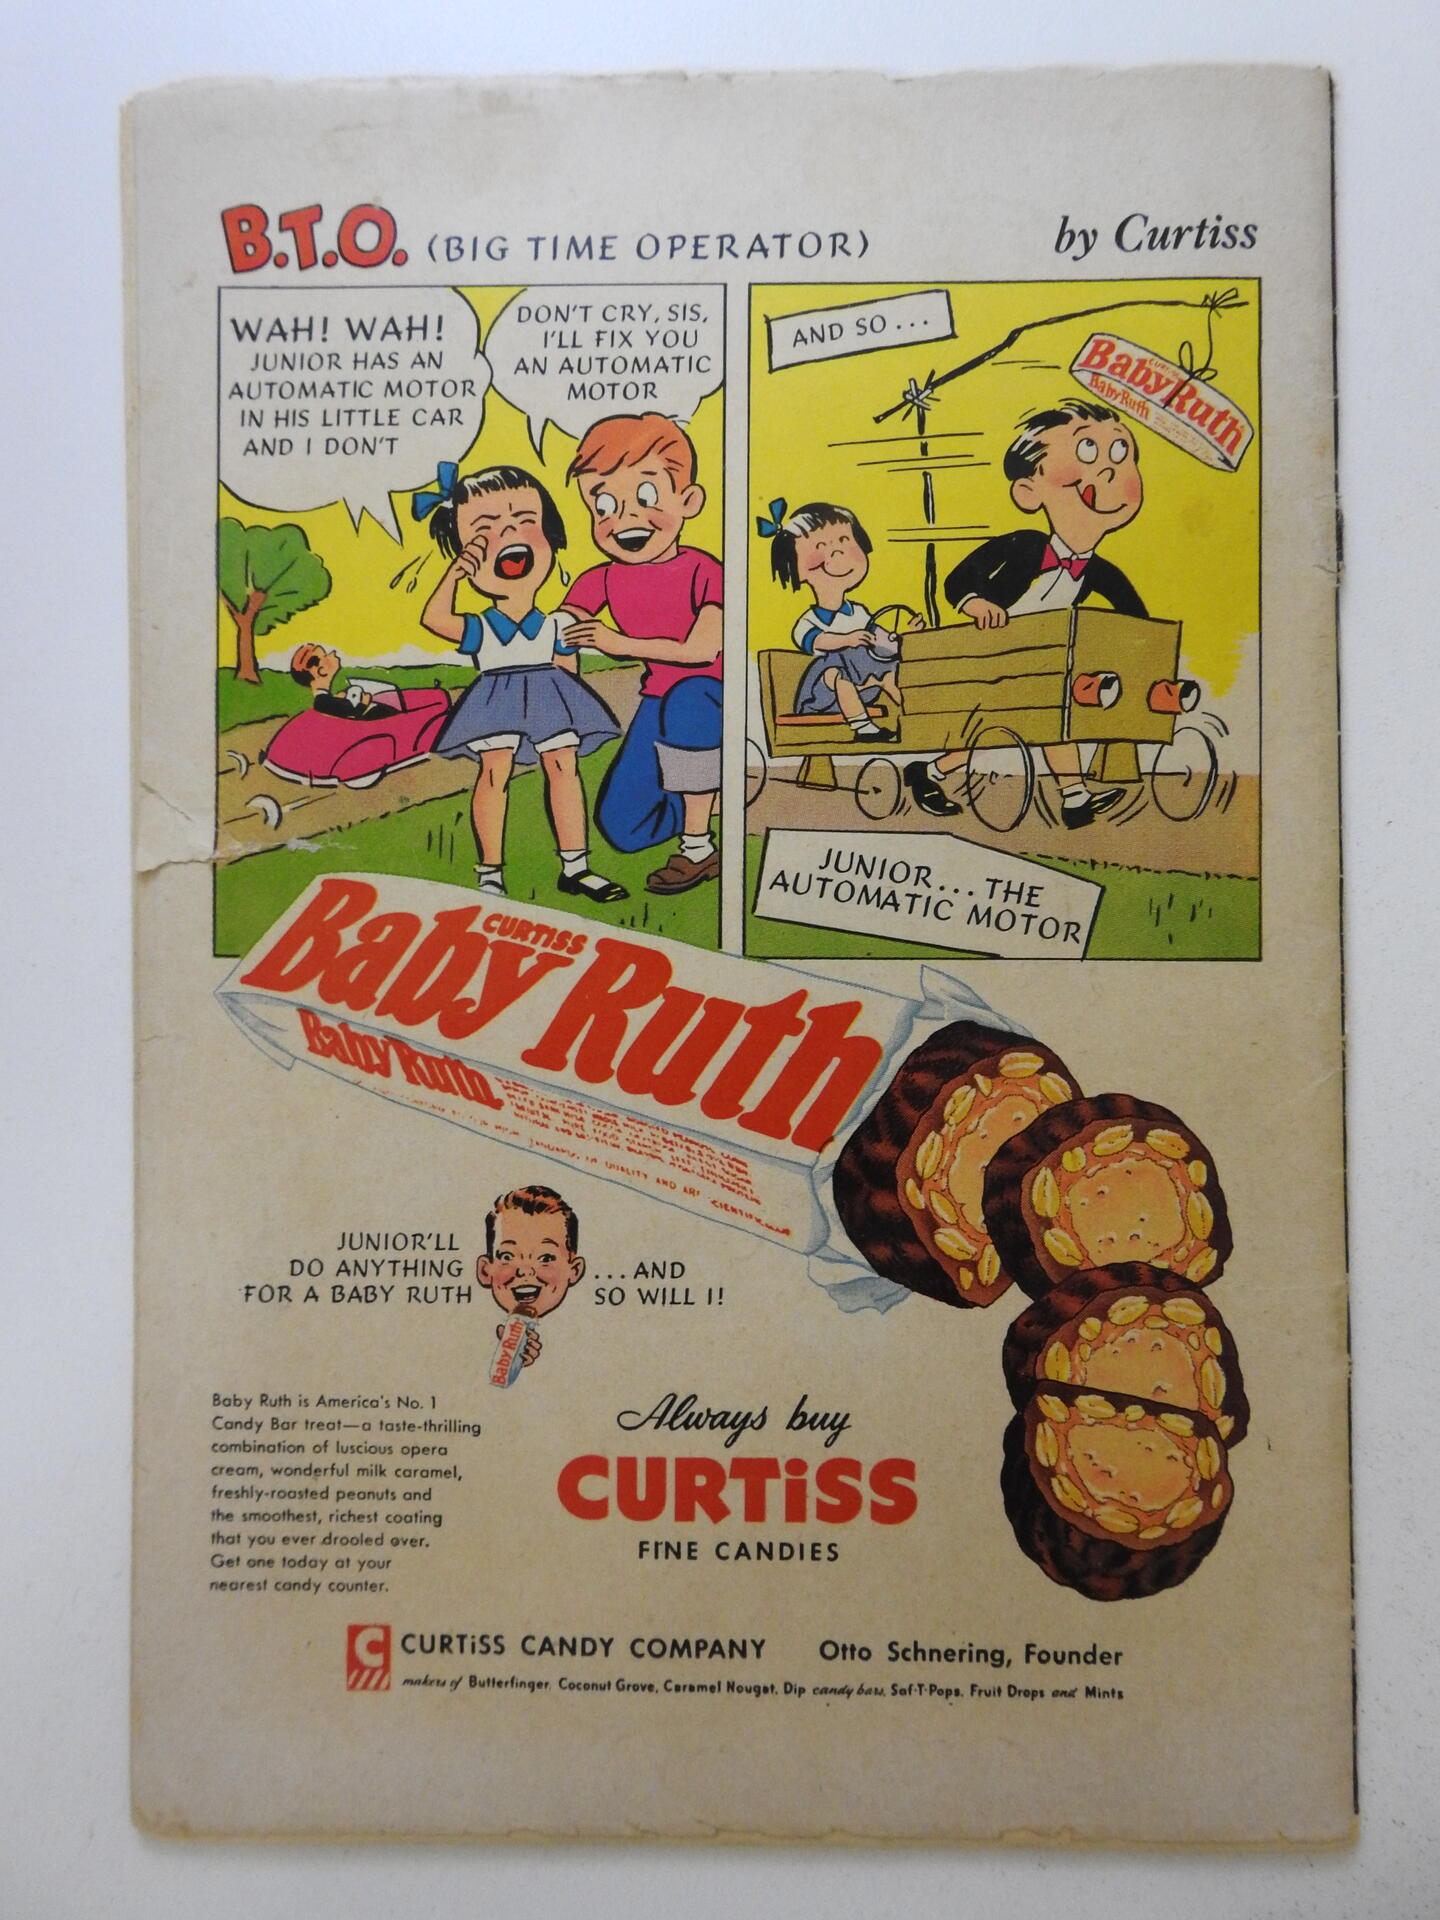 B.T.O. (BIG TIME OPERATOR)
by Curtiss
WAH! WAH!
JUNIOR HAS AN
AUTOMATIC MOTOR
IN HIS LITTLE CAR
AND I DON'T
DON'T CRY, SIS,
I'LL FIX YOU
AN AUTOMATIC
MOTOR
AND SO ...
Baby Ruth
Baby Ruth
JUNIOR... THE
AUTOMATIC MOTOR
CURTISS
Baby Ruth
Baby Ruth
IN QUALITY AND
JUNIOR'LL
DO ANYTHING
FOR A BABY RUTH
... AND
SO WILL I!
Baby Ruth
Baby Ruth is America's No. 1
Candy Bar treat—a taste-thrilling
combination of luscious opera
cream, wonderful milk caramel,
freshly-roasted peanuts and
the smoothest, richest coating
that you ever drooled over.
Get one today at your
nearest candy counter.
Always buy
CURTiSS
FINE CANDIES
C
CURTiSS CANDY COMPANY Otto Schnering, Founder
makers of Butterfinger, Coconut Grove, Caramel Nougat, Dip candy bars, Saf-T-Pops, Fruit Drops and Mints